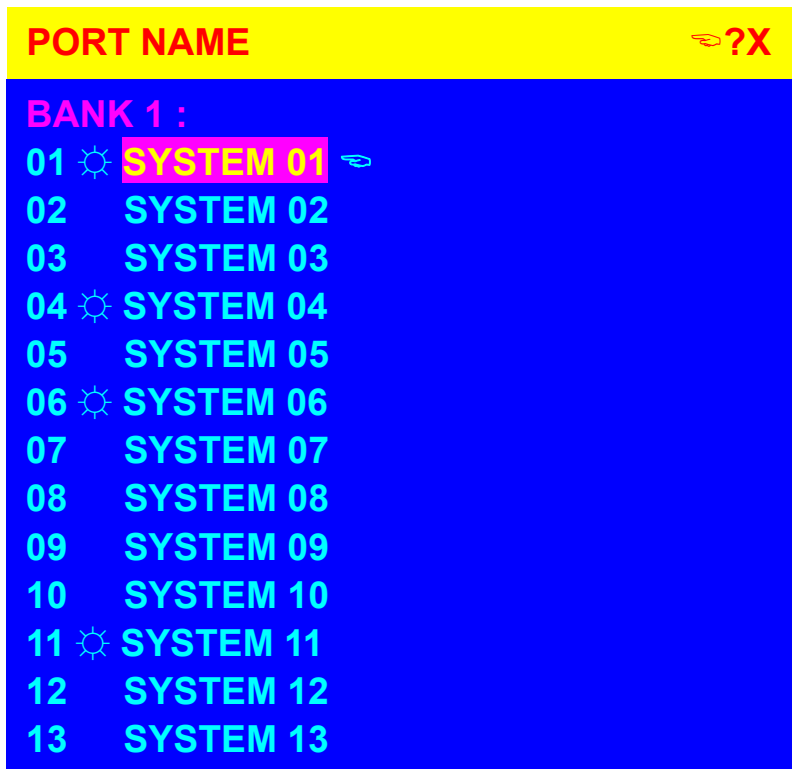 PORT NAME ☜?X
BANK 1 :
01 ☼ SYSTEM 01 ☜
02 SYSTEM 02
03 SYSTEM 03
04 ☼ SYSTEM 04
05 SYSTEM 05
06 ☼ SYSTEM 06
07 SYSTEM 07
08 SYSTEM 08
09 SYSTEM 09
10 SYSTEM 10
11 ☼ SYSTEM 11
12 SYSTEM 12
13 SYSTEM 13